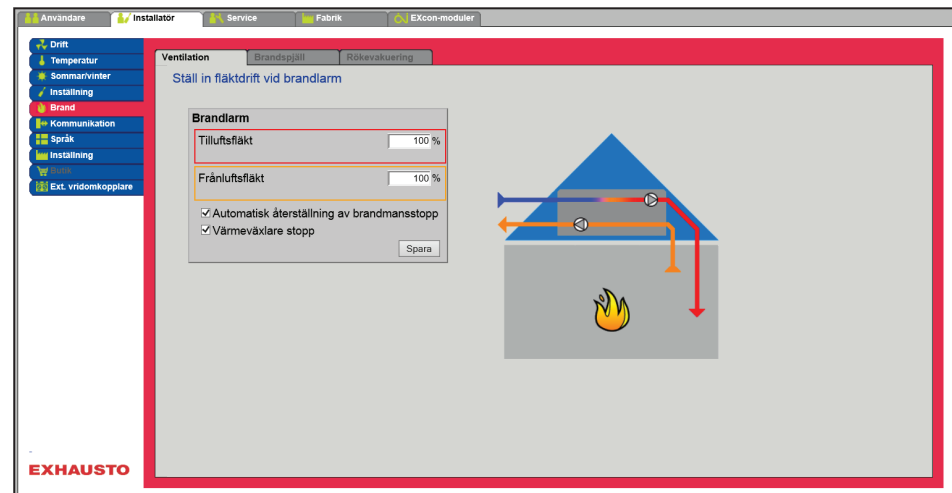 Användare Installatör Service Fabrik EXcon-moduler
Drift
Temperatur
Sommar/vinter
Inställning
Brand
Kommunikation
Språk
Inställning
Butik
Ext. vridomkopplare
Ventilation Brandspjäll Rökevakuering
Ställ in fläktdrift vid brandlarm
Brandlarm
Tilluftsfläkt 100 %
Frånluftsfläkt 100 %
Automatisk återställning av brandmansstopp
Värmeväxlare stopp
Spara
EXHAUSTO